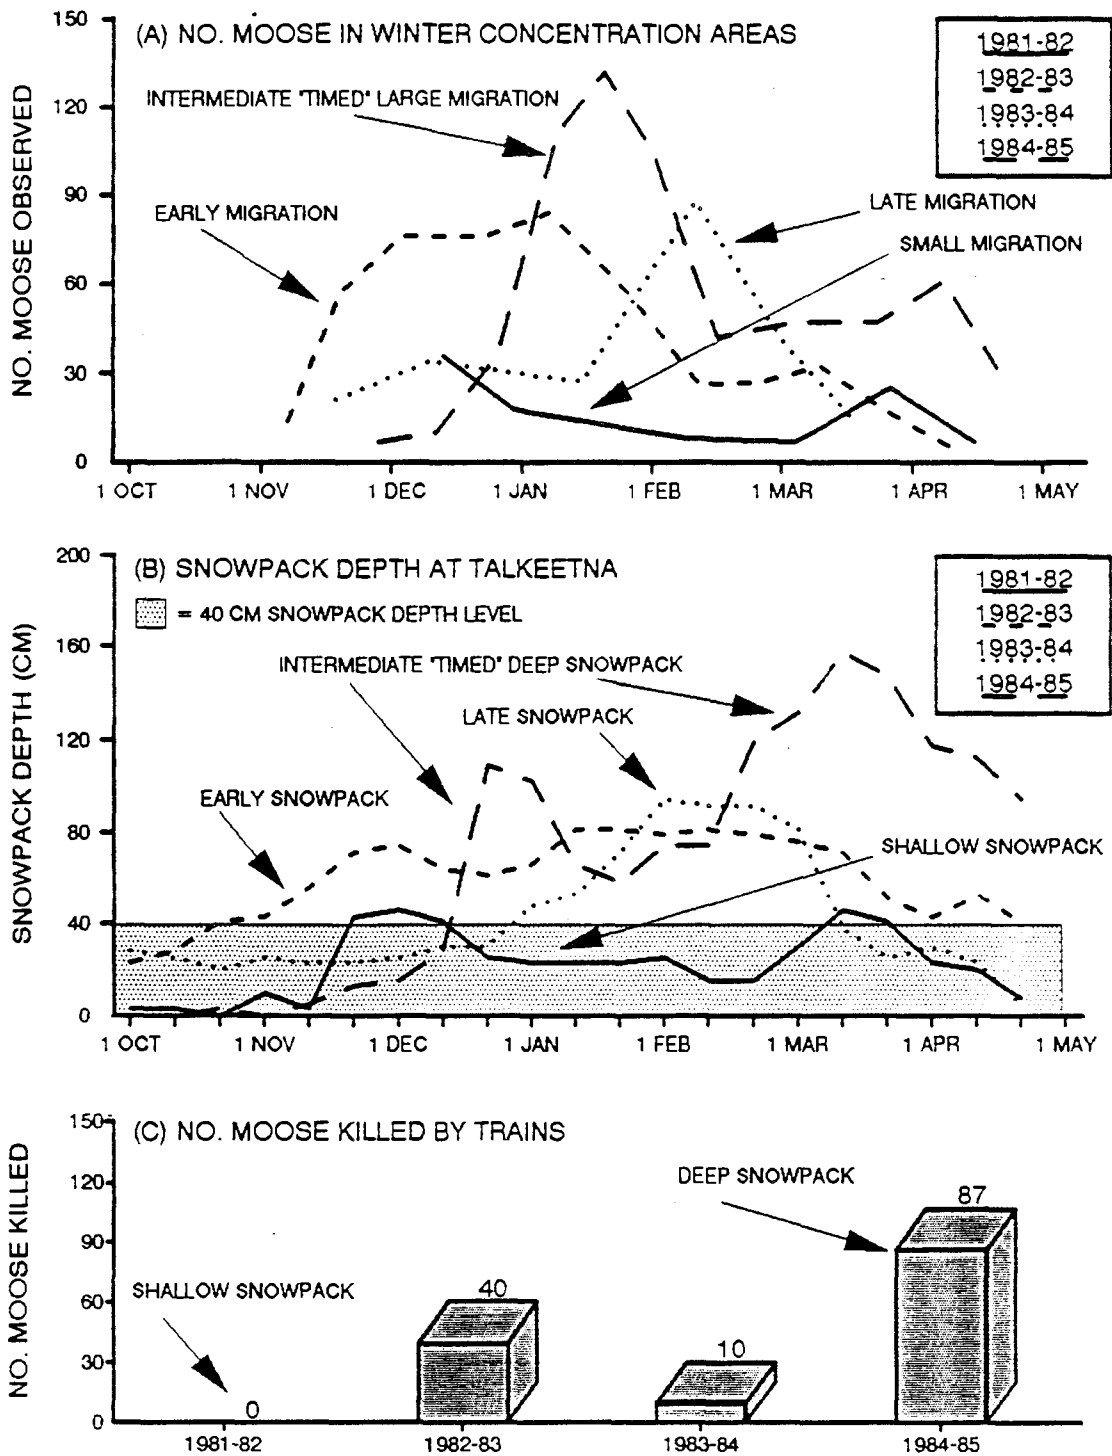 (A) NO. MOOSE IN WINTER CONCENTRATION AREAS
NO. MOOSE OBSERVED
150
120
90
60
30
0
INTERMEDIATE "TIMED" LARGE MIGRATION
EARLY MIGRATION
LATE MIGRATION
SMALL MIGRATION
1981-82
1982-83
1983-84
1984-85
1 OCT 1 NOV 1 DEC 1 JAN 1 FEB 1 MAR 1 APR 1 MAY
(B) SNOWPACK DEPTH AT TALKEETNA
= 40 CM SNOWPACK DEPTH LEVEL
SNOWPACK DEPTH (CM)
200
160
120
80
40
0
INTERMEDIATE "TIMED" DEEP SNOWPACK
LATE SNOWPACK
EARLY SNOWPACK
SHALLOW SNOWPACK
1981-82
1982-83
1983-84
1984-85
1 OCT 1 NOV 1 DEC 1 JAN 1 FEB 1 MAR 1 APR 1 MAY
(C) NO. MOOSE KILLED BY TRAINS
NO. MOOSE KILLED
150
120
90
60
30
0
DEEP SNOWPACK
SHALLOW SNOWPACK
0
40
10
87
1981-82 1982-83 1983-84 1984-85